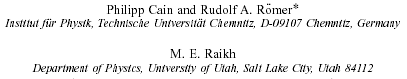 Philipp Cain and Rudolf A. Römer*
Institut für Physik, Technische Universität Chemnitz, D-09107 Chemnitz, Germany
M. E. Raikh
Department of Physics, University of Utah, Salt Lake City, Utah 84112